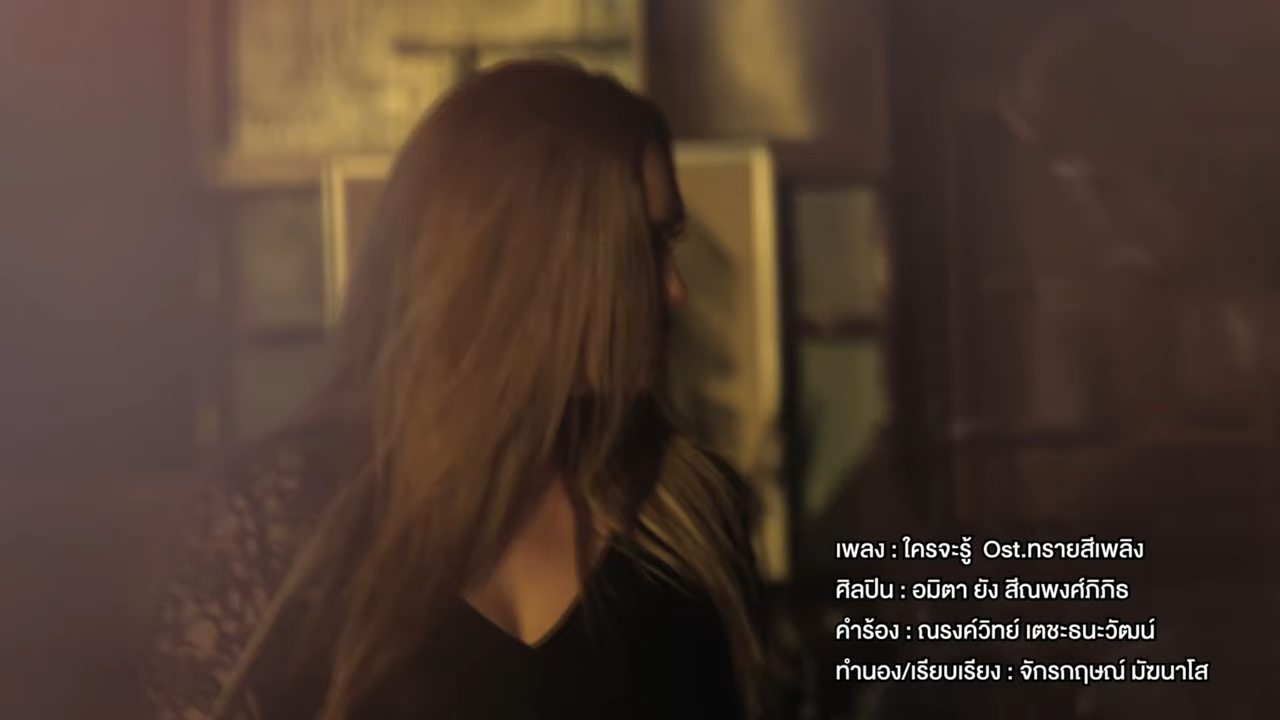 เพลง : ใครจะรู้ Ost.ทรายสีเพลิง
ศิลปิน : อมิตา ยัง สีณพงศ์ภิภิธ
คำร้อง : ณรงค์วิทย์ เตชะธนะวัฒน์
ทำนอง/เรียบเรียง : จักรกฤษณ์ มัฆนาโส